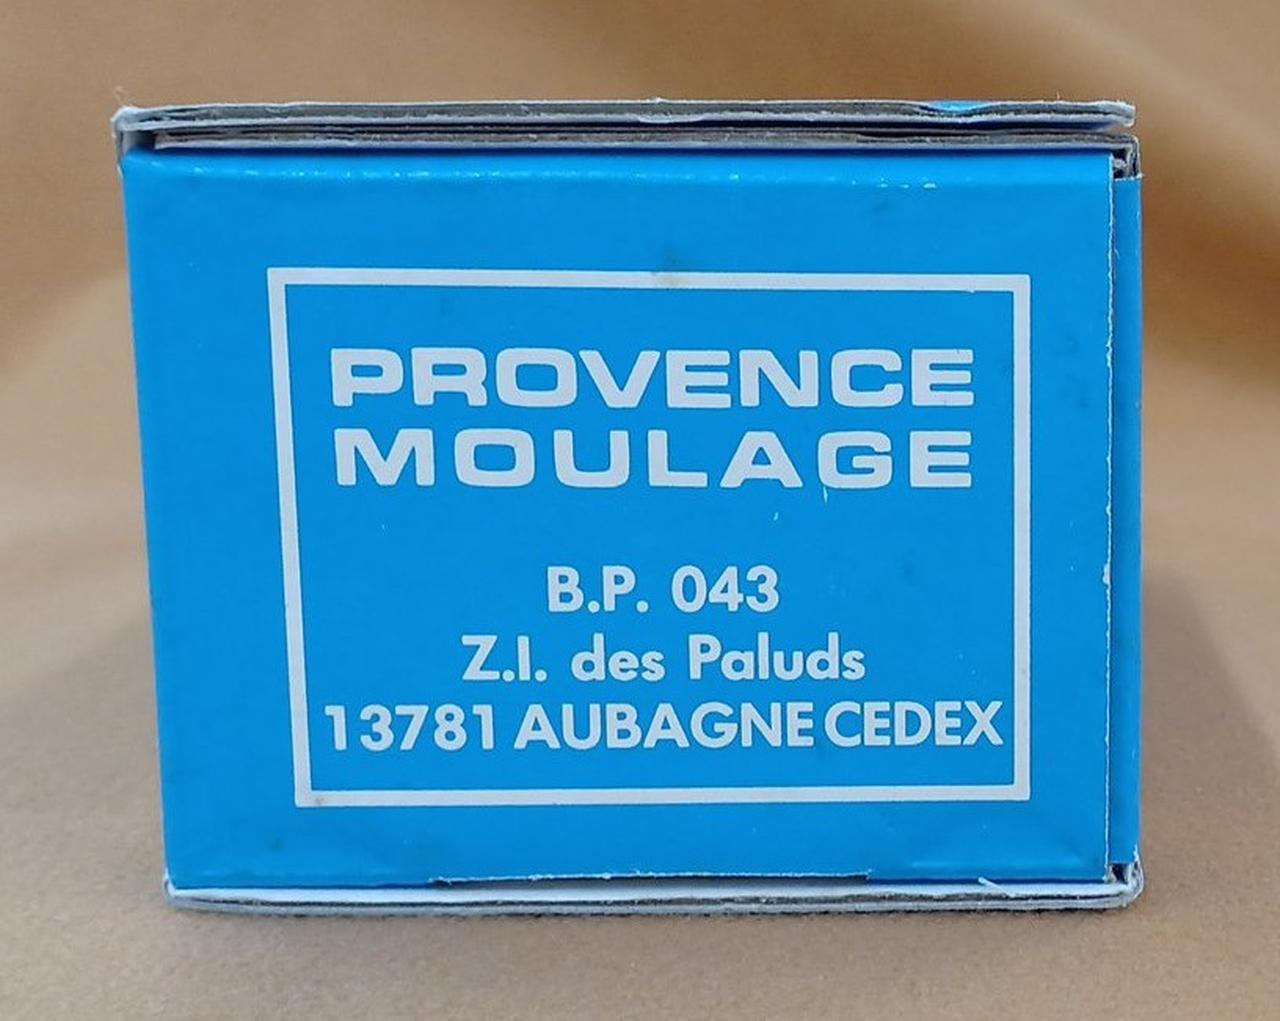 PROVENCE
MOULAGE
B.P. 043
Z.I. des Paluds
13781 AUBAGNE CEDEX